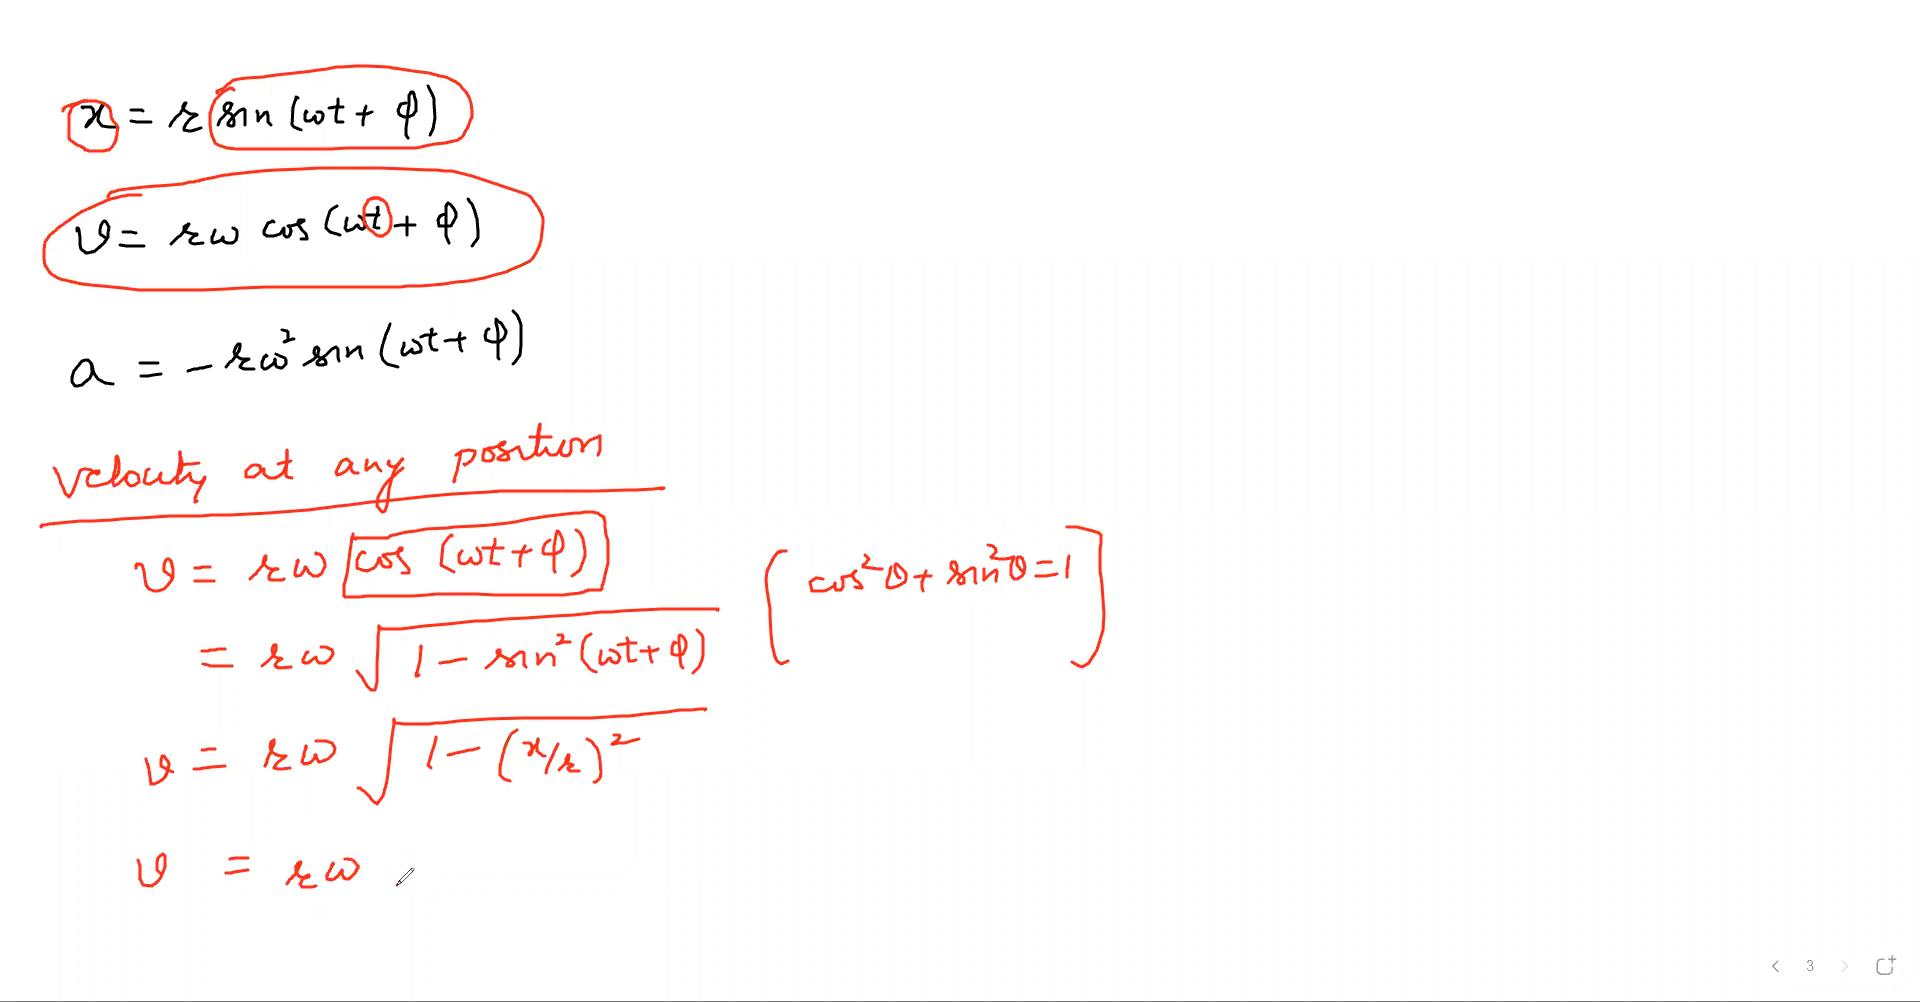 x = r sin (ωt + φ)
v = rω cos (ωt + φ)
a = -rω² sin (ωt + φ)
velocity at any position
v = rω cos (ωt + φ)
= rω √(1 - sin² (ωt + φ))
[cos²θ + sin²θ = 1]
v = rω √(1 - (x/r)²)
v = rω
3